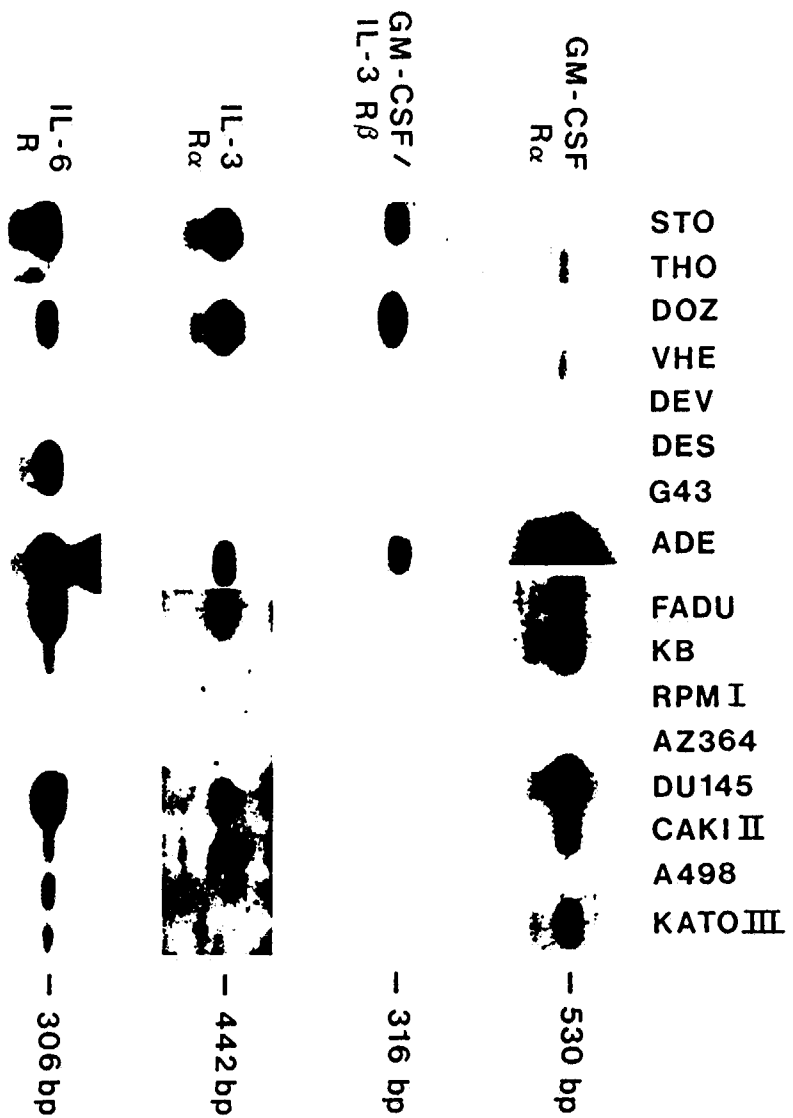 GM-CSF
Rα
GM-CSF /
IL-3 Rβ
IL-3
Rα
IL-6
R
STO
THO
DOZ
VHE
DEV
DES
G43
ADE
FADU
KB
RPM I
AZ364
DU145
CAKI II
A498
KATO III
– 530 bp
– 316 bp
– 442 bp
– 306 bp